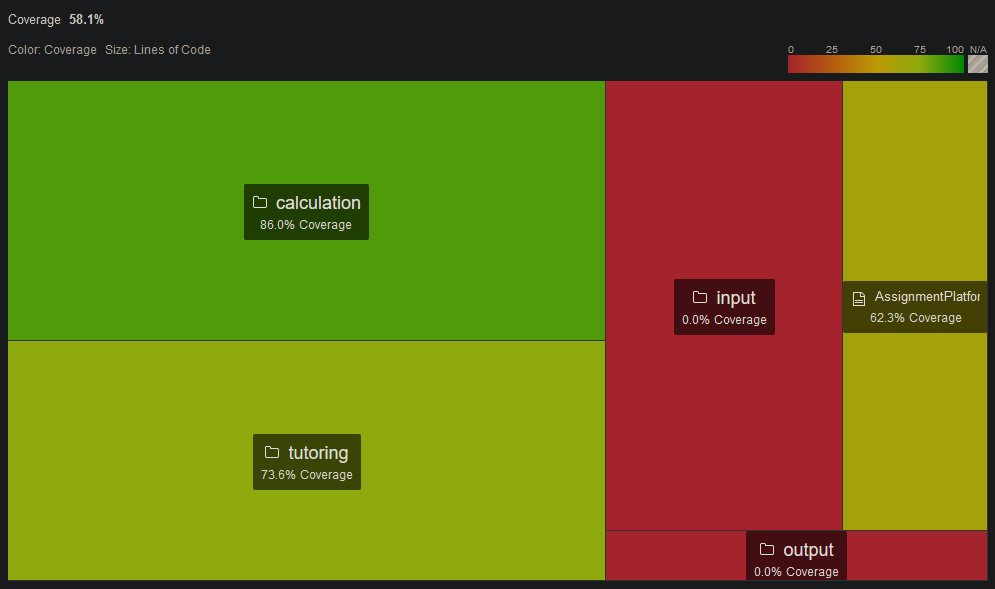 Coverage 58.1%
Color: Coverage Size: Lines of Code
0 25 50 75 100 N/A
calculation
86.0% Coverage
input
0.0% Coverage
AssignmentPlatfor
62.3% Coverage
tutoring
73.6% Coverage
output
0.0% Coverage